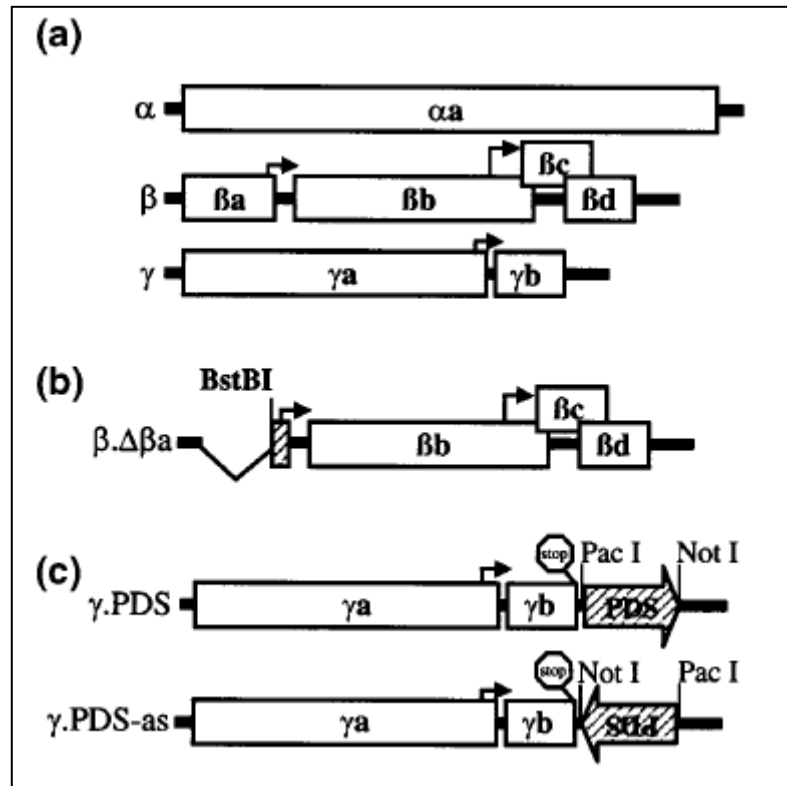 (a)
α αa
β ßa ßb ßc ßd
γ γa γb
(b) BstBI
β.Δβa ßb ßc ßd
(c) stop Pac I Not I
γ.PDS γa γb PDS
stop Not I Pac I
γ.PDS-as γa γb PDS